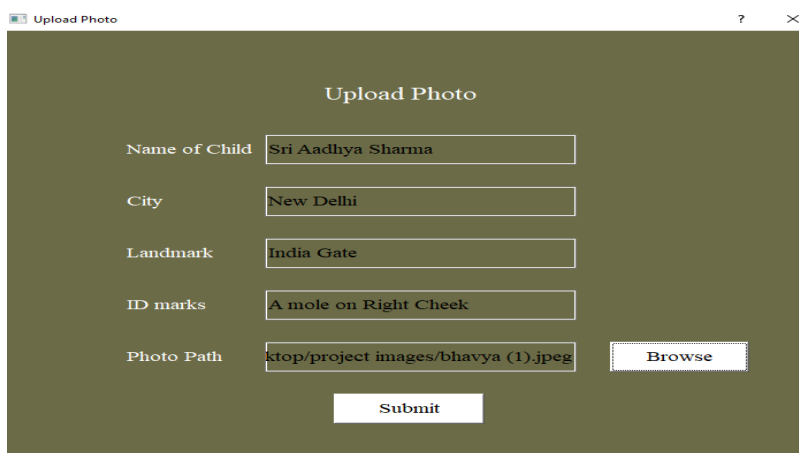 Upload Photo
?
Upload Photo
Name of Child Sri Aadhya Sharma
City New Delhi
Landmark India Gate
ID marks A mole on Right Cheek
Photo Path ktop/project images/bhavya (1).jpeg Browse
Submit